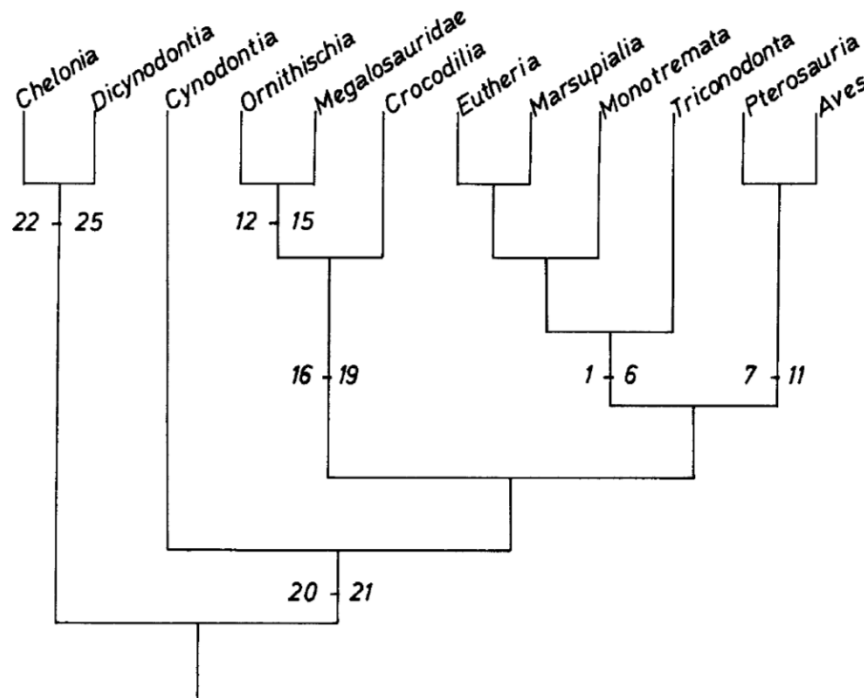 Chelonia
Dicynodontia
Cynodontia
Ornithischia
Megalosauridae
Crocodilia
Eutheria
Marsupialia
Monotremata
Triconodonta
Pterosauria
Aves
22 25
12 15
16 19
1 6
7 11
20 21